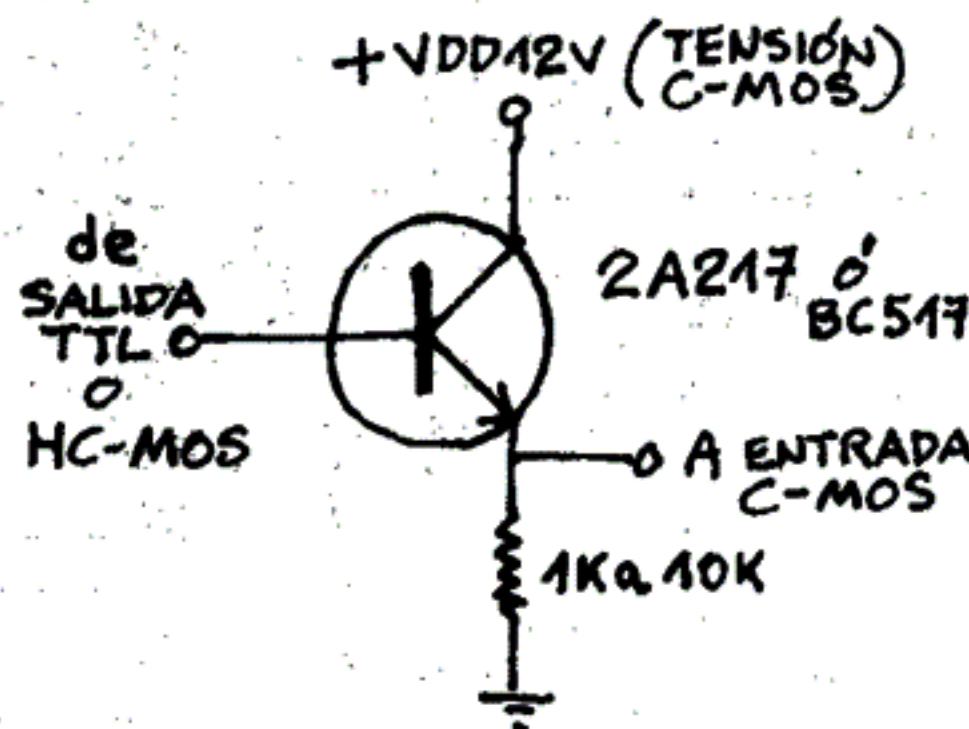 +VDD12V (TENSIÓN
C-MOS)
de
SALIDA
TTL
O
HC-MOS
2A217 ó
BC517
A ENTRADA
C-MOS
1K a 10K